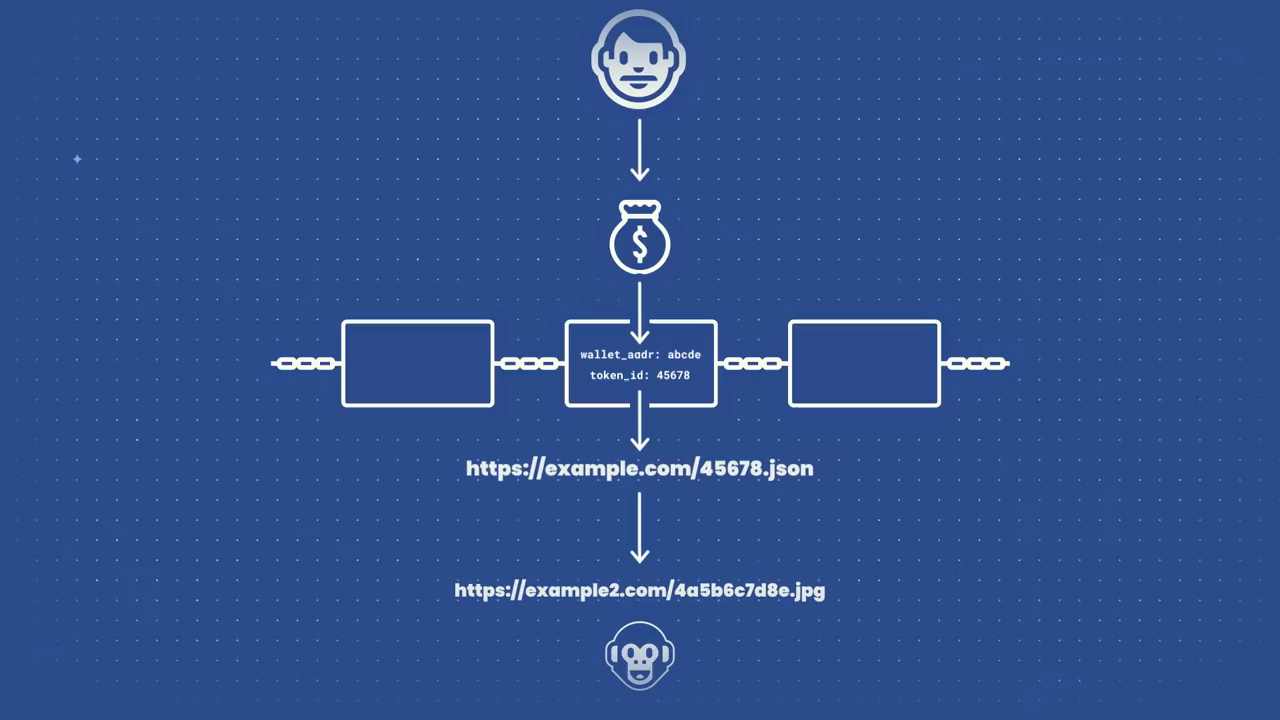 $
wallet_addr: abcde
token_id: 45678
https://example.com/45678.json
https://example2.com/4a5b6c7d8e.jpg